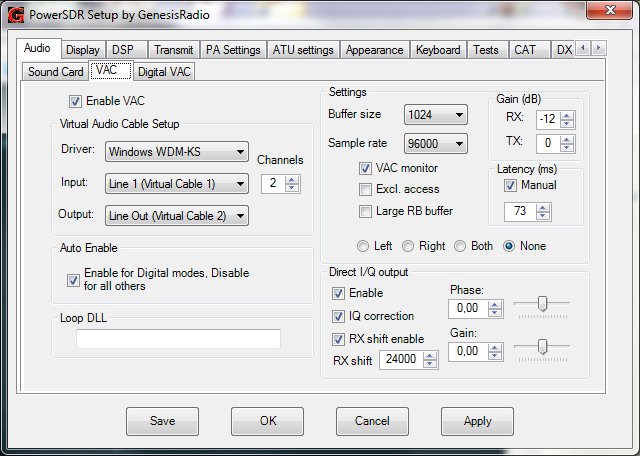 PowerSDR Setup by GenesisRadio
Audio Display DSP Transmit PA Settings ATU settings Appearance Keyboard Tests CAT DX
Sound Card VAC Digital VAC
Enable VAC
Virtual Audio Cable Setup
Driver: Windows WDM-KS
Channels
Input: Line 1 (Virtual Cable 1) 2
Output: Line Out (Virtual Cable 2)
Auto Enable
Enable for Digital modes, Disable
for all others
Loop DLL
Settings
Buffer size 1024
Sample rate 96000
VAC monitor
Excl. access
Large RB buffer
Gain (dB)
RX: -12
TX: 0
Latency (ms)
Manual
73
Left Right Both None
Direct I/Q output
Enable
IQ correction
RX shift enable
RX shift 24000
Phase:
0,00
Gain:
0,00
Save OK Cancel Apply